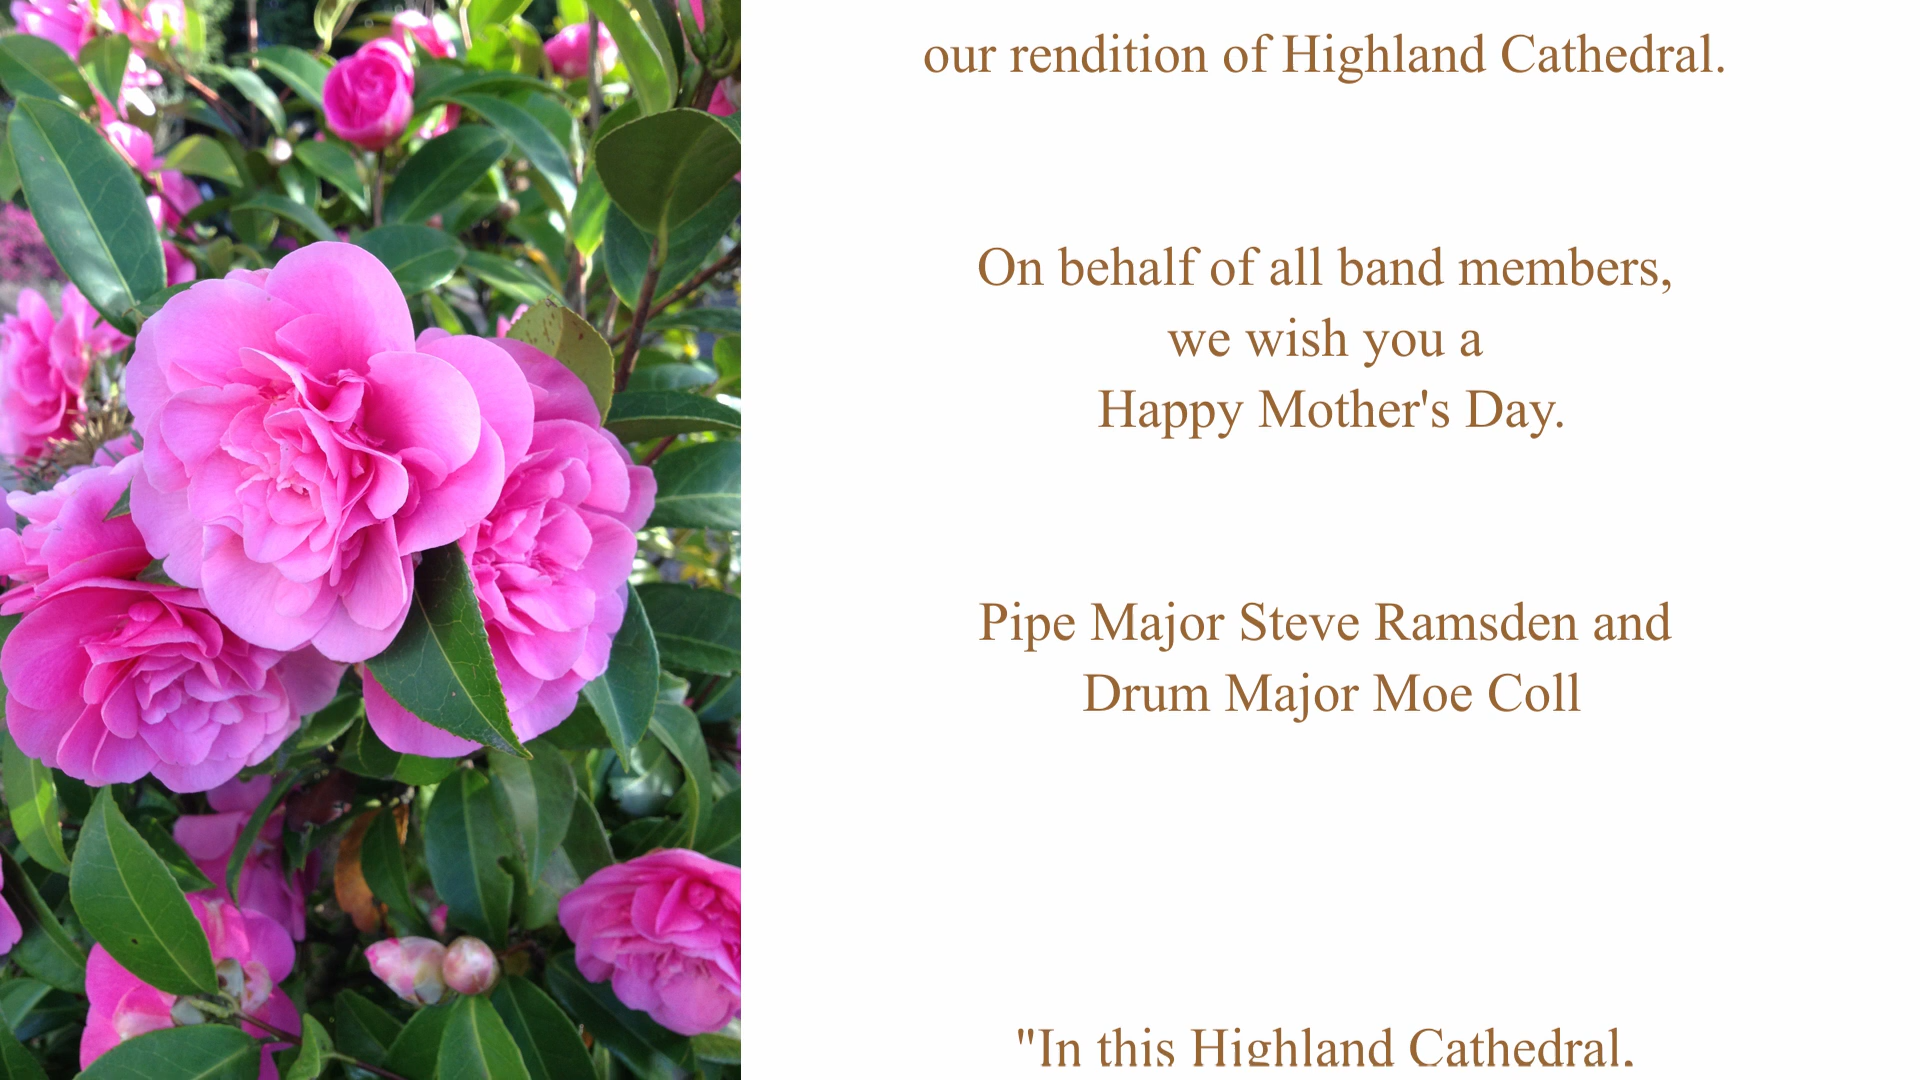 our rendition of Highland Cathedral.
On behalf of all band members,
we wish you a
Happy Mother's Day.
Pipe Major Steve Ramsden and
Drum Major Moe Coll
"In this Highland Cathedral,